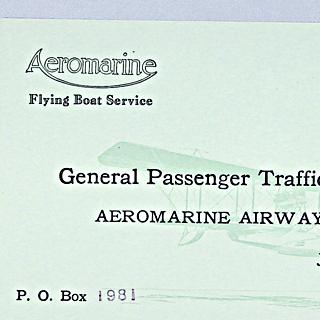 Aeromarine
Flying Boat Service
General Passenger Traffic
AEROMARINE AIRWAY
P. O. Box 1981